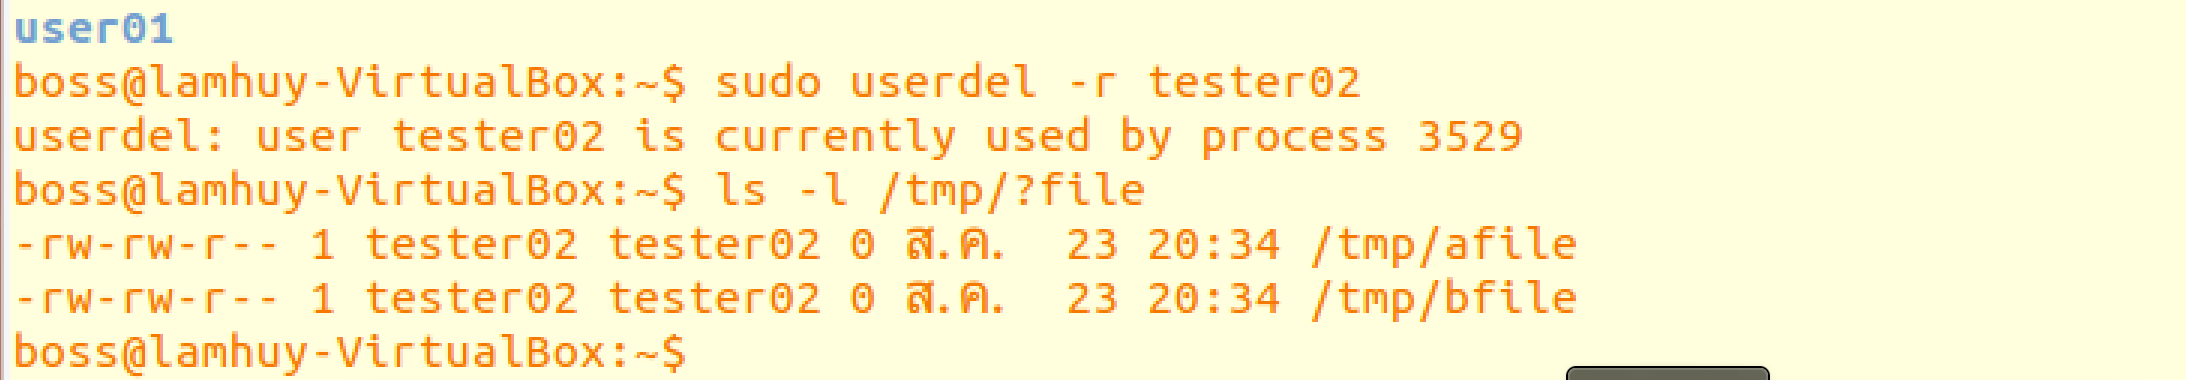 user01
boss@lamhuy-VirtualBox:~$ sudo userdel -r tester02
userdel: user tester02 is currently used by process 3529
boss@lamhuy-VirtualBox:~$ ls -l /tmp/?file
-rw-rw-r-- 1 tester02 tester02 0 ส.ค.  23 20:34 /tmp/afile
-rw-rw-r-- 1 tester02 tester02 0 ส.ค.  23 20:34 /tmp/bfile
boss@lamhuy-VirtualBox:~$